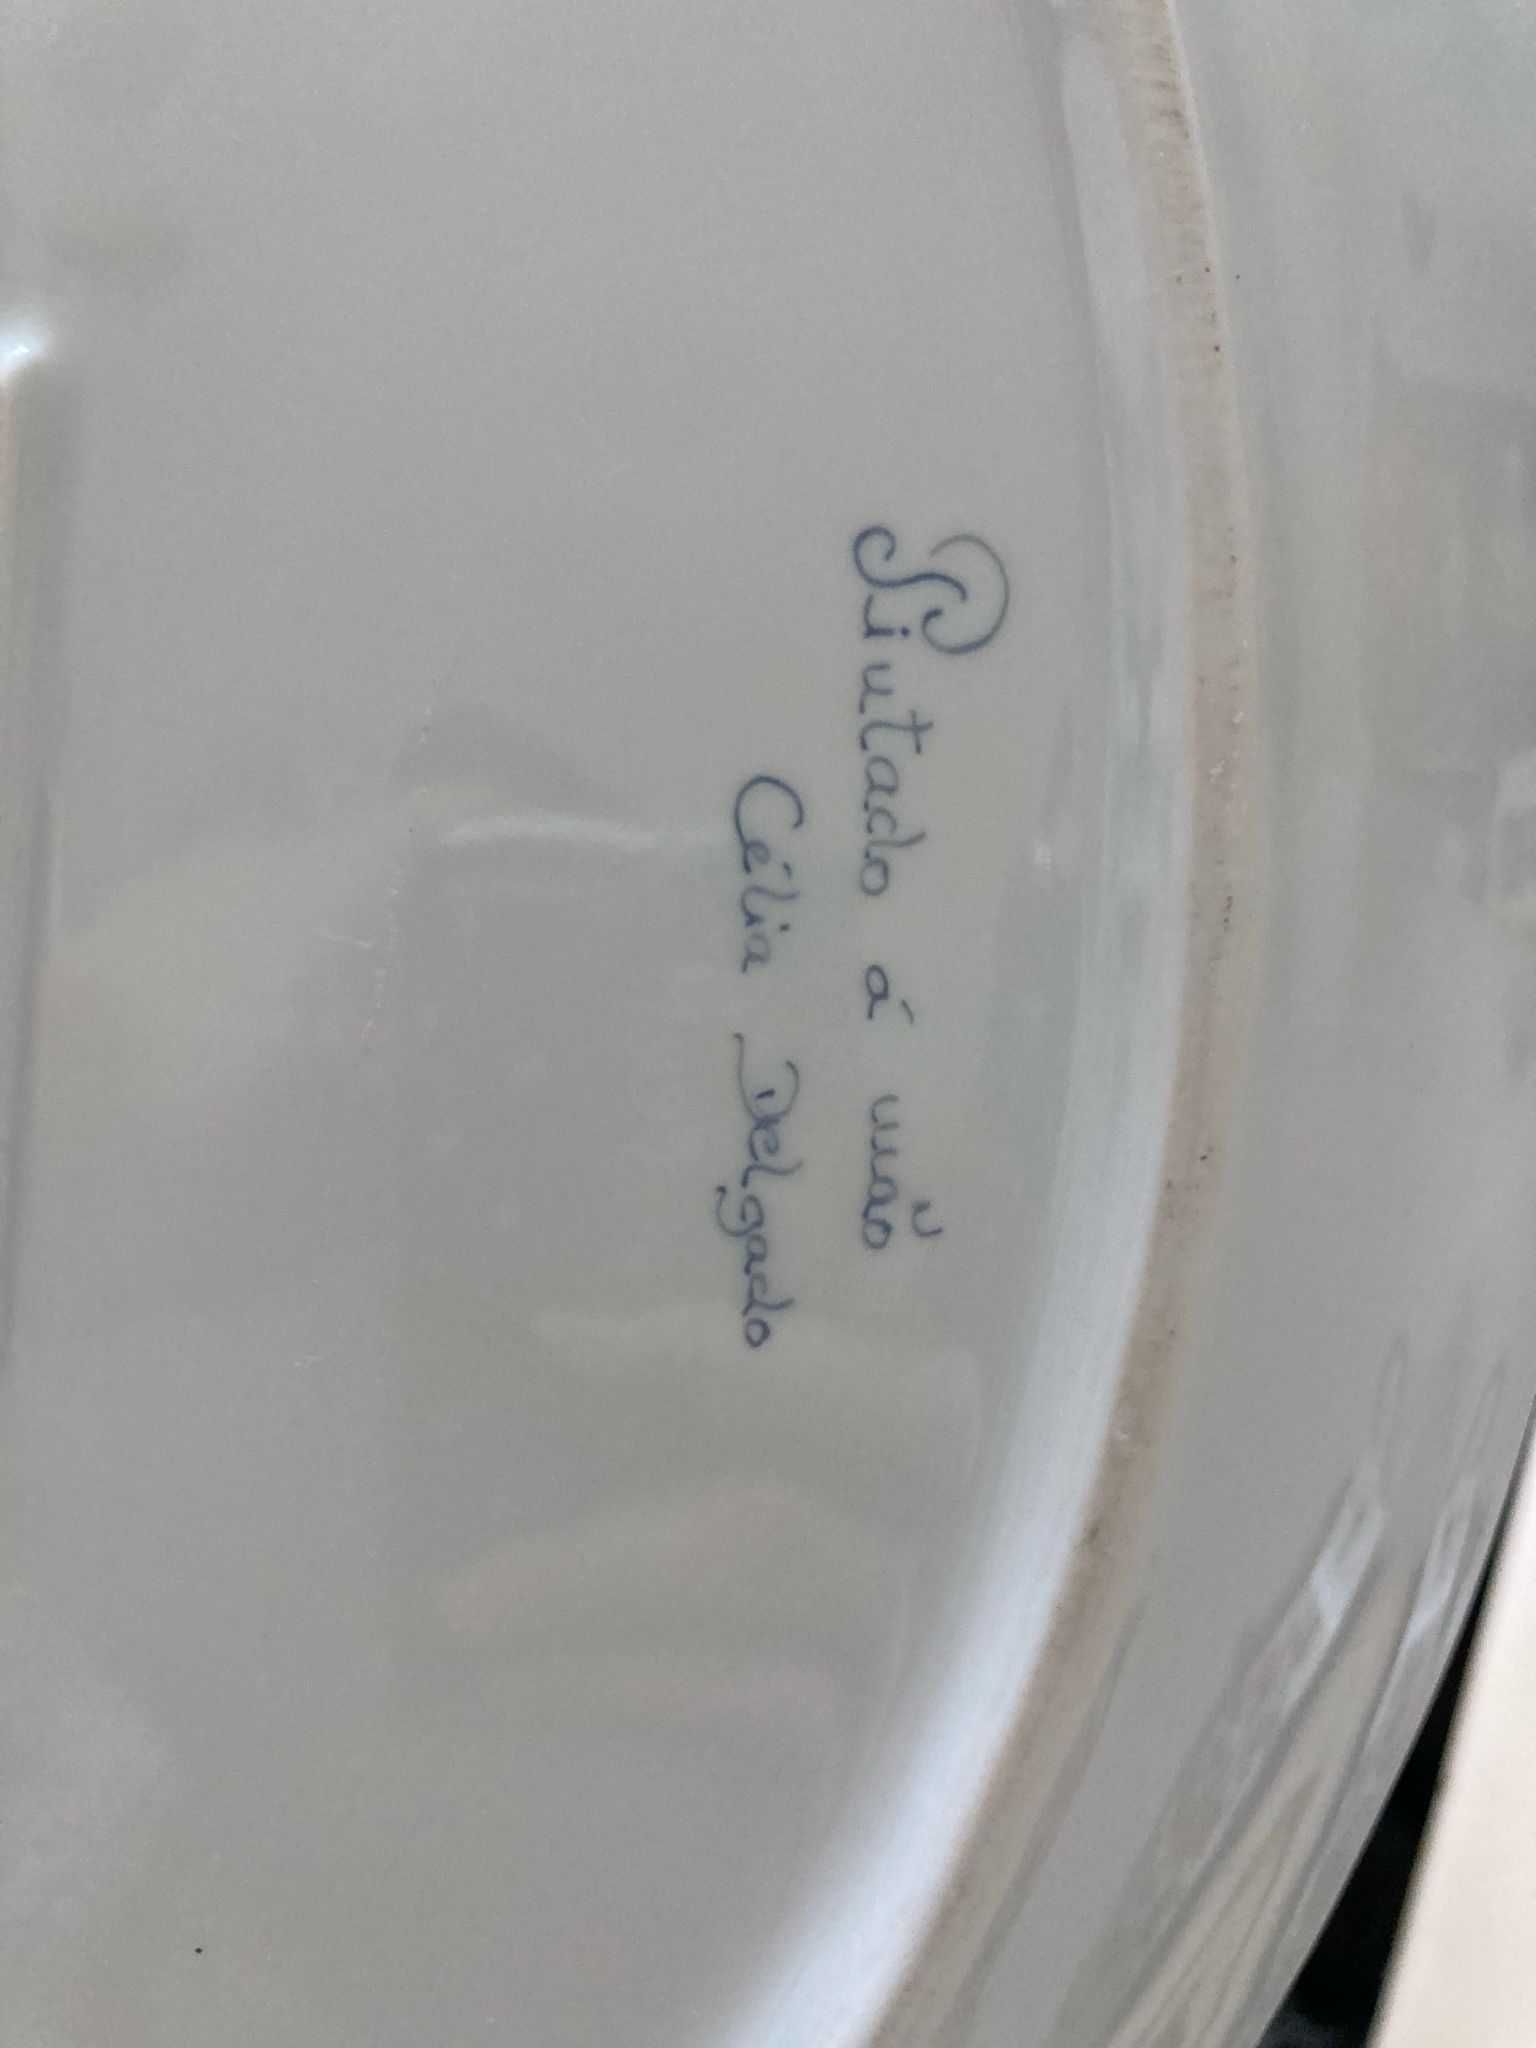 Pintado á mão
Célia Delgado